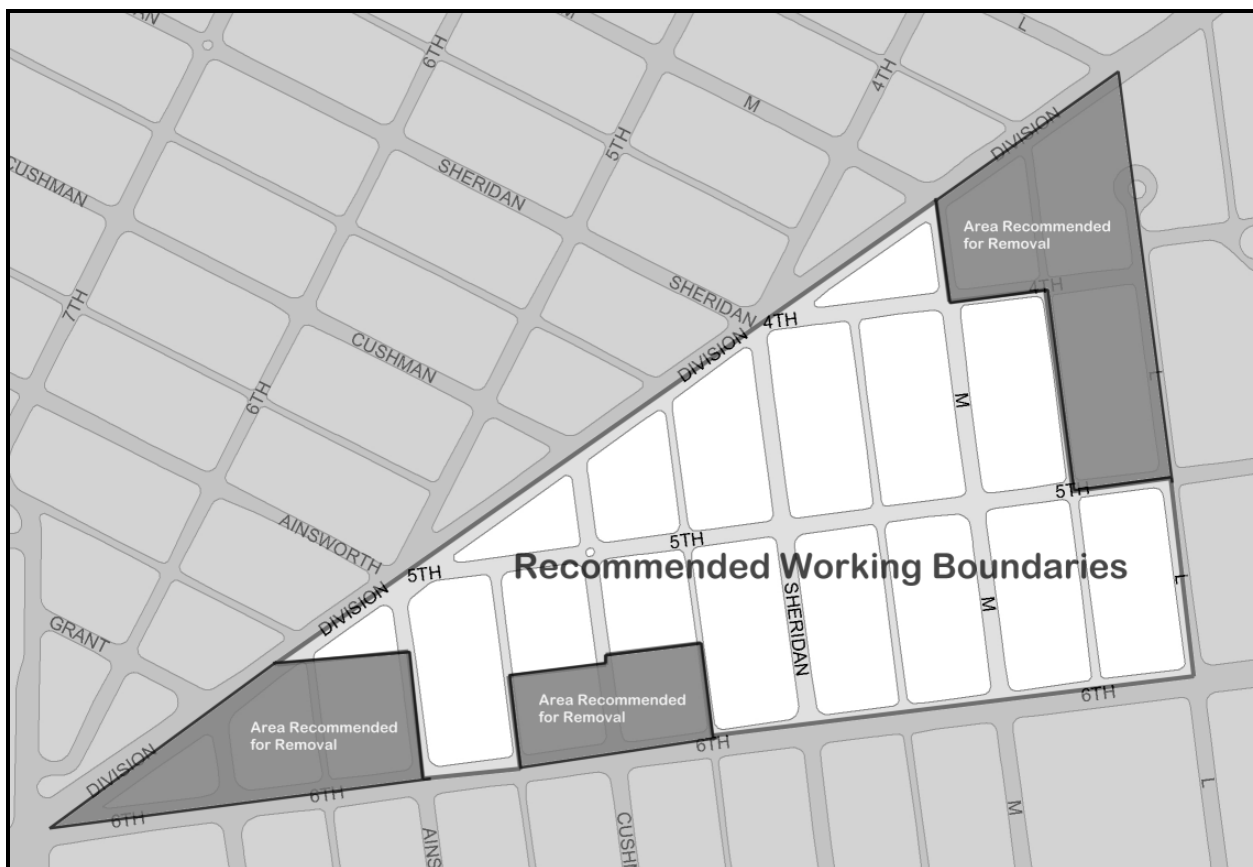 L
6TH
4TH
M
DIVISION
5TH
CUSHMAN
SHERIDAN
Area Recommended
for Removal
4TH
SHERIDAN
7TH
4TH
CUSHMAN
DIVISION
L
6TH
M
5TH
5TH
AINSWORTH
Recommended Working Boundaries
5TH
L
DIVISION
SHERIDAN
M
GRANT
Area Recommended
for Removal
6TH
Area Recommended
for Removal
6TH
DIVISION
6TH
L
6TH
M